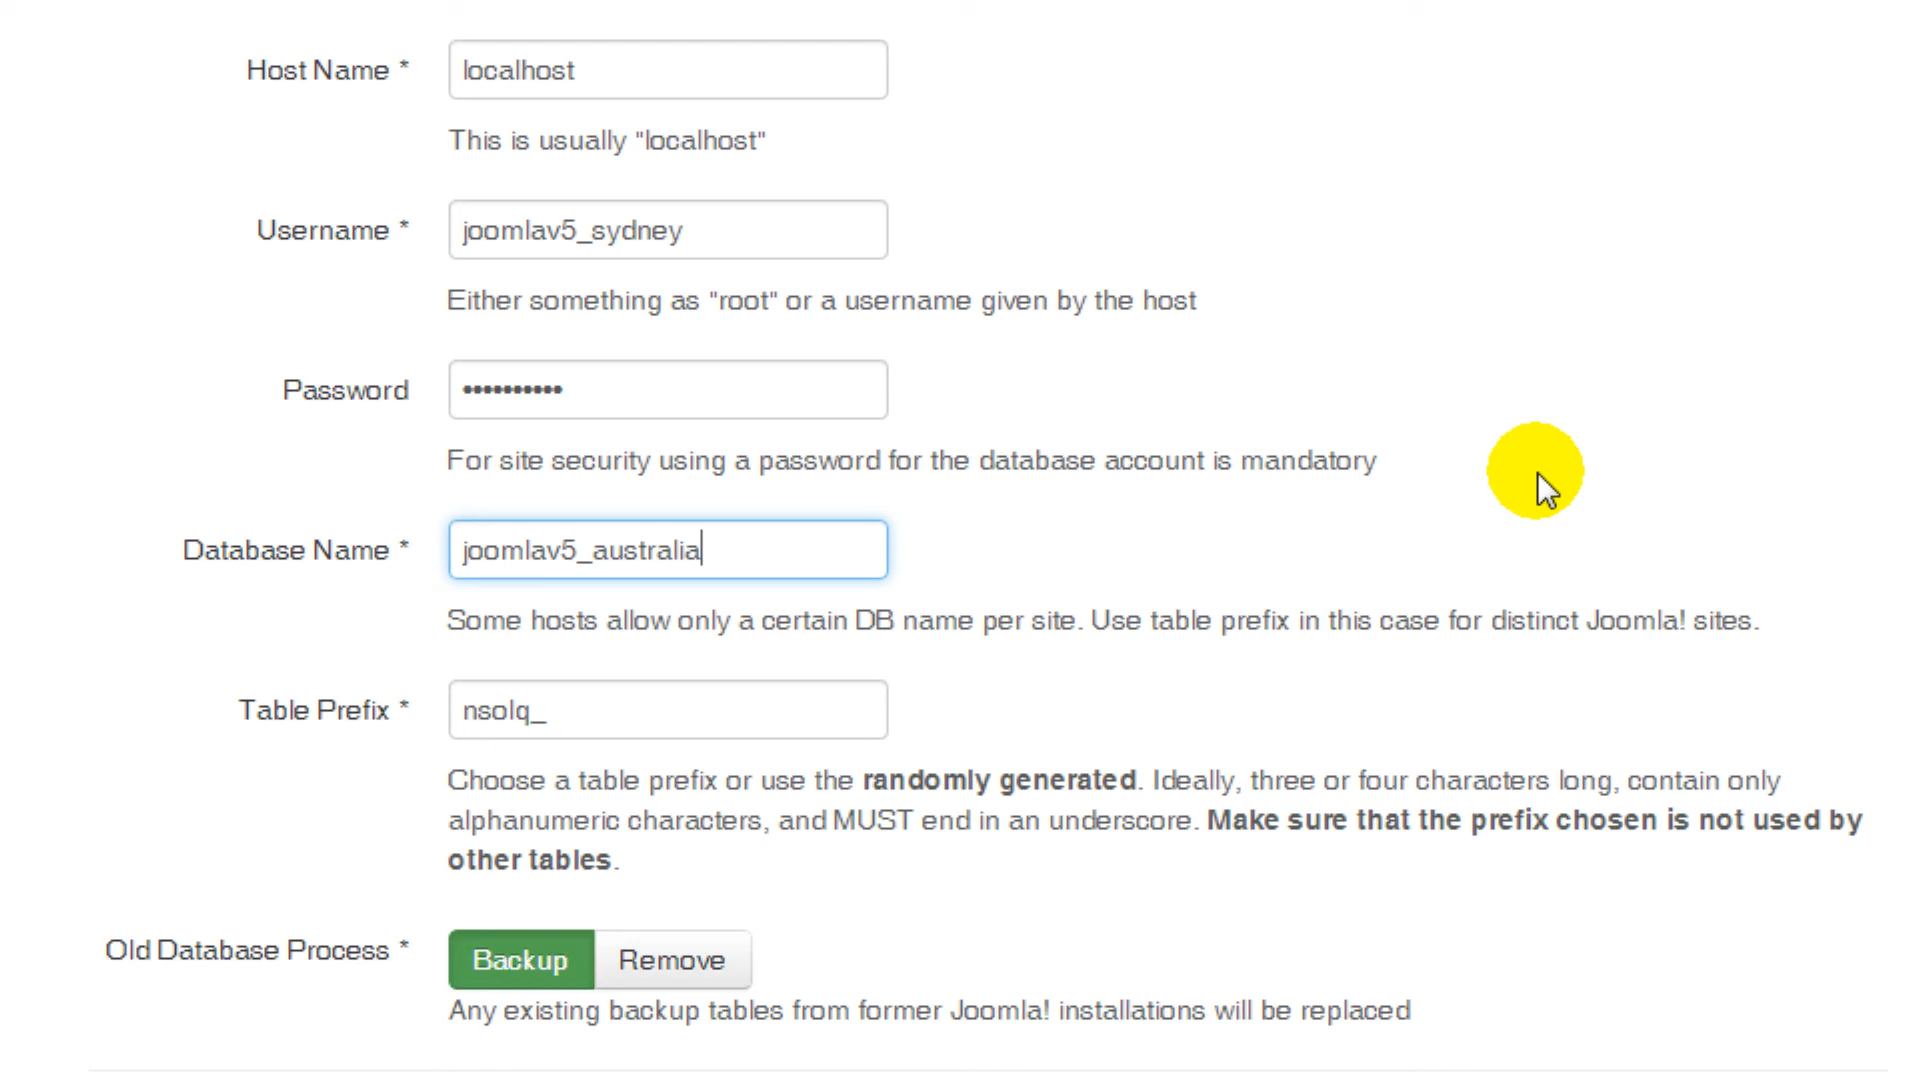 Host Name * localhost
This is usually "localhost"
Username * joomlav5_sydney
Either something as "root" or a username given by the host
Password ••••••••••
For site security using a password for the database account is mandatory
Database Name * joomlav5_australia
Some hosts allow only a certain DB name per site. Use table prefix in this case for distinct Joomla! sites.
Table Prefix * nsolq_
Choose a table prefix or use the randomly generated. Ideally, three or four characters long, contain only
alphanumeric characters, and MUST end in an underscore. Make sure that the prefix chosen is not used by
other tables.
Old Database Process * Backup Remove
Any existing backup tables from former Joomla! installations will be replaced